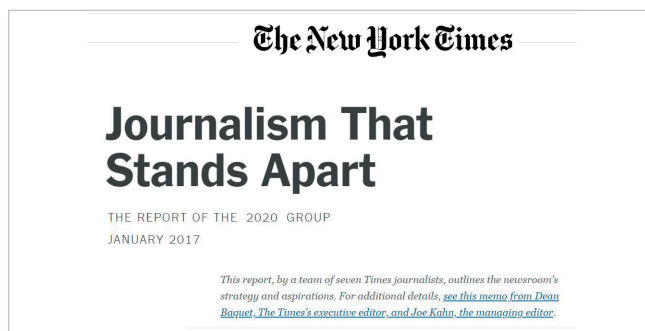 The New York Times
Journalism That
Stands Apart
THE REPORT OF THE 2020 GROUP
JANUARY 2017
This report, by a team of seven Times journalists, outlines the newsroom's
strategy and aspirations. For additional details, see this memo from Dean
Baquet, The Times's executive editor, and Joe Kahn, the managing editor.